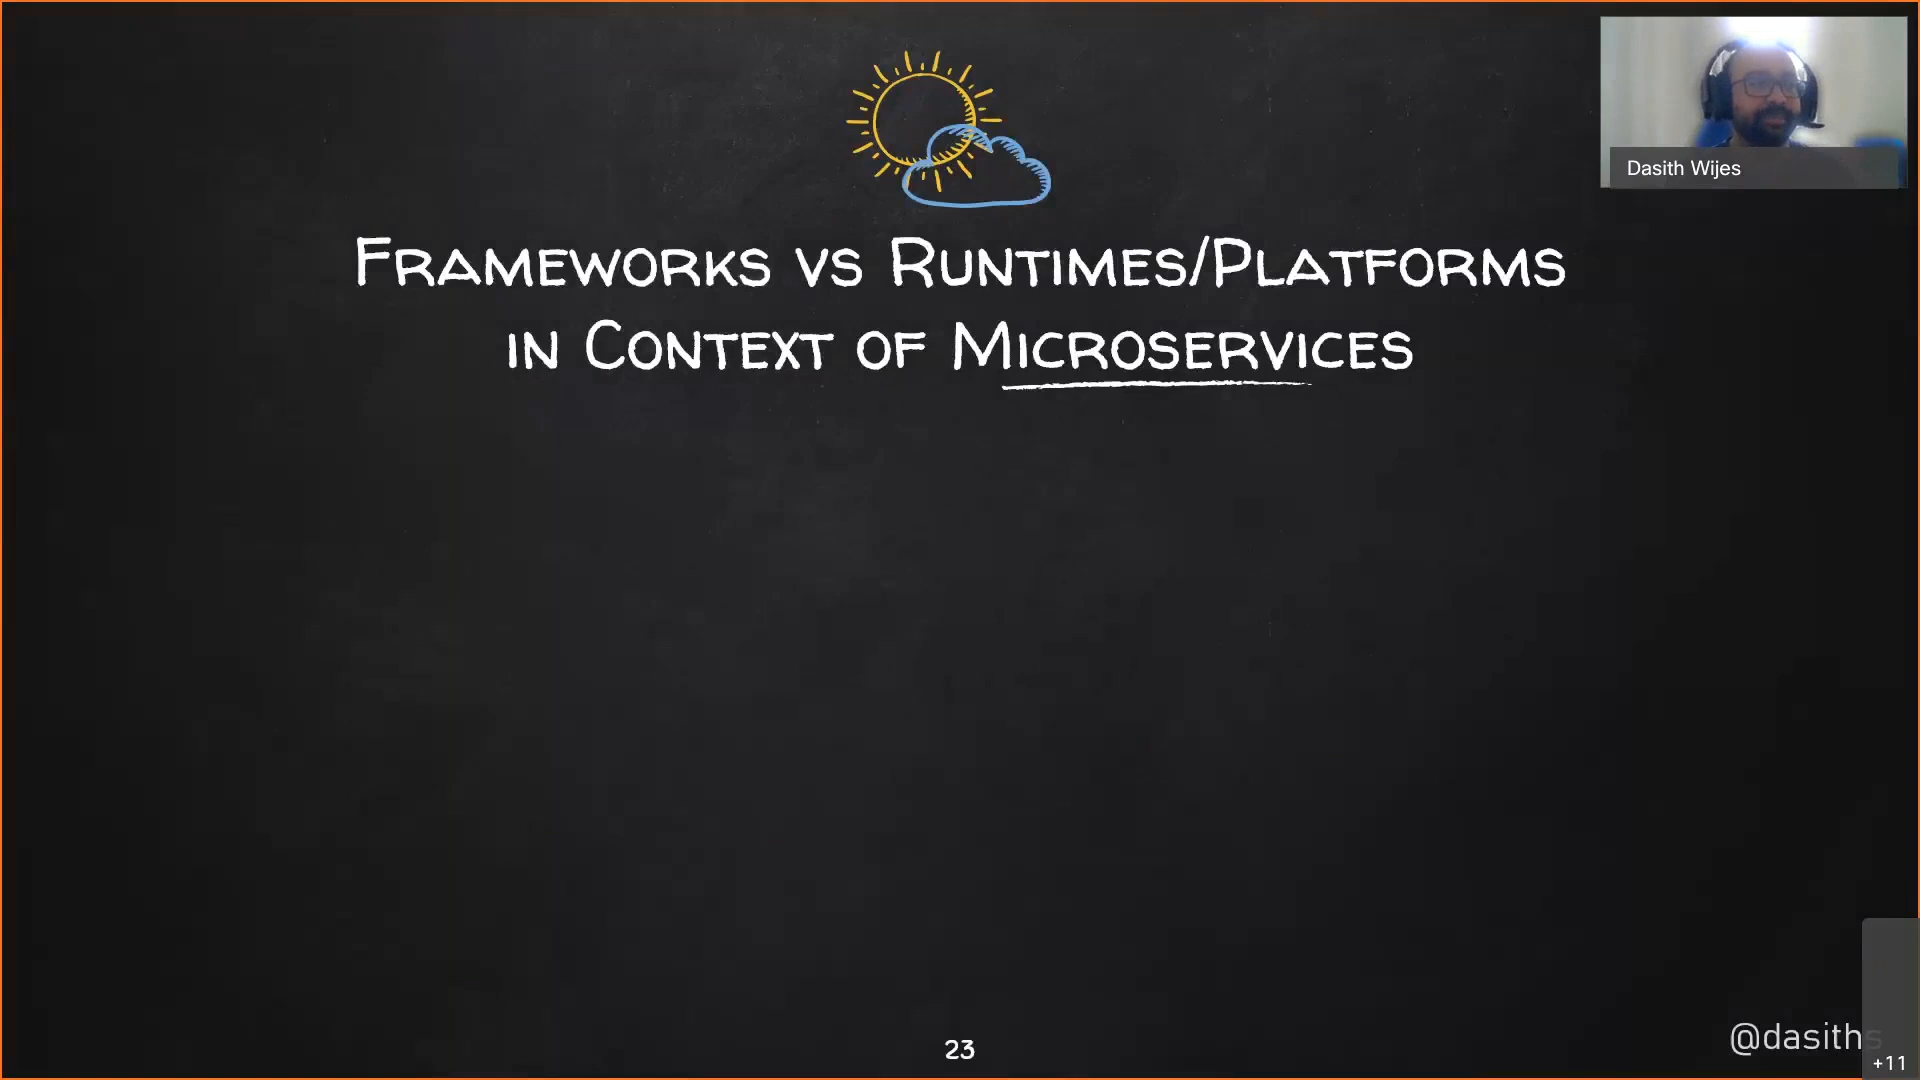 Dasith Wijes
Frameworks vs Runtimes/Platforms
in Context of Microservices
23
@dasiths
+11